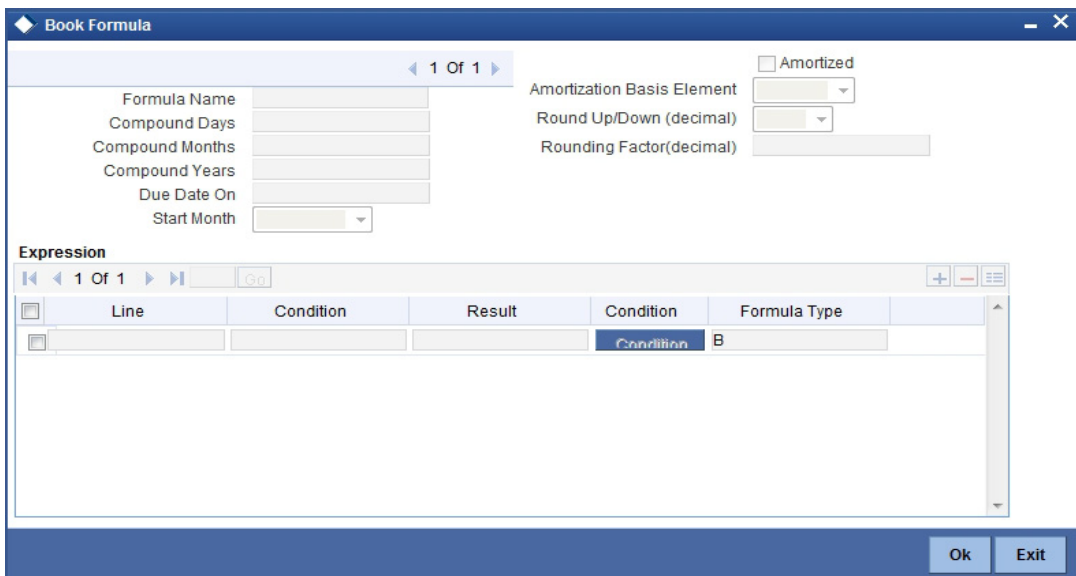 Book Formula
1 Of 1
Formula Name
Compound Days
Compound Months
Compound Years
Due Date On
Start Month
Amortized
Amortization Basis Element
Round Up/Down (decimal)
Rounding Factor(decimal)
Expression
1 Of 1 Go
Line Condition Result Condition Formula Type
Condition B
Ok Exit